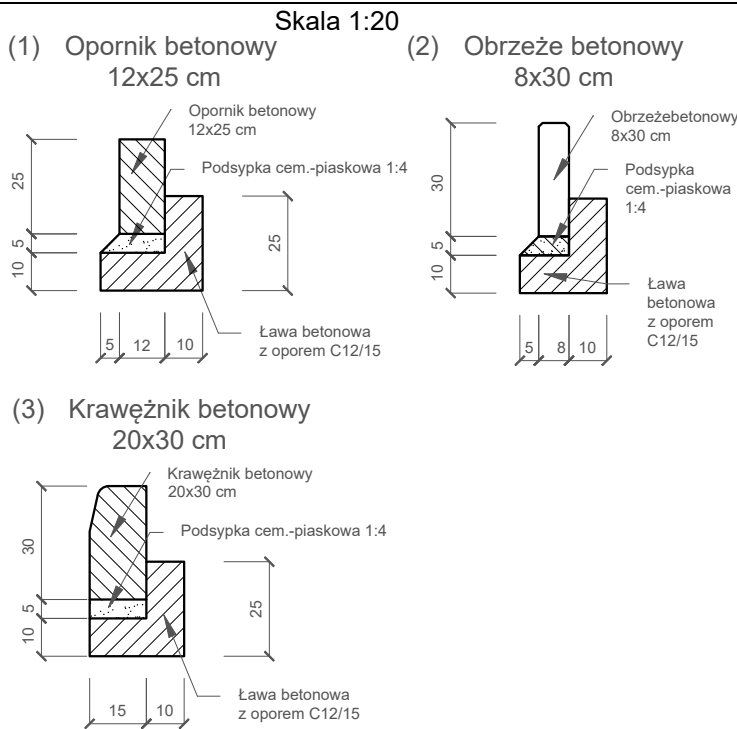 Skala 1:20
(1) Opornik betonowy
12x25 cm
Opornik betonowy
12x25 cm
Podsypka cem.-piaskowa 1:4
25
5
10
25
5 12 10
Ława betonowa
z oporem C12/15
(2) Obrzeże betonowy
8x30 cm
Obrzeżebetonowy
8x30 cm
Podsypka
cem.-piaskowa
1:4
30
5
10
5 8 10
Ława
betonowa
z oporem
C12/15
(3) Krawężnik betonowy
20x30 cm
Krawężnik betonowy
20x30 cm
Podsypka cem.-piaskowa 1:4
30
5
10
25
15 10
Ława betonowa
z oporem C12/15